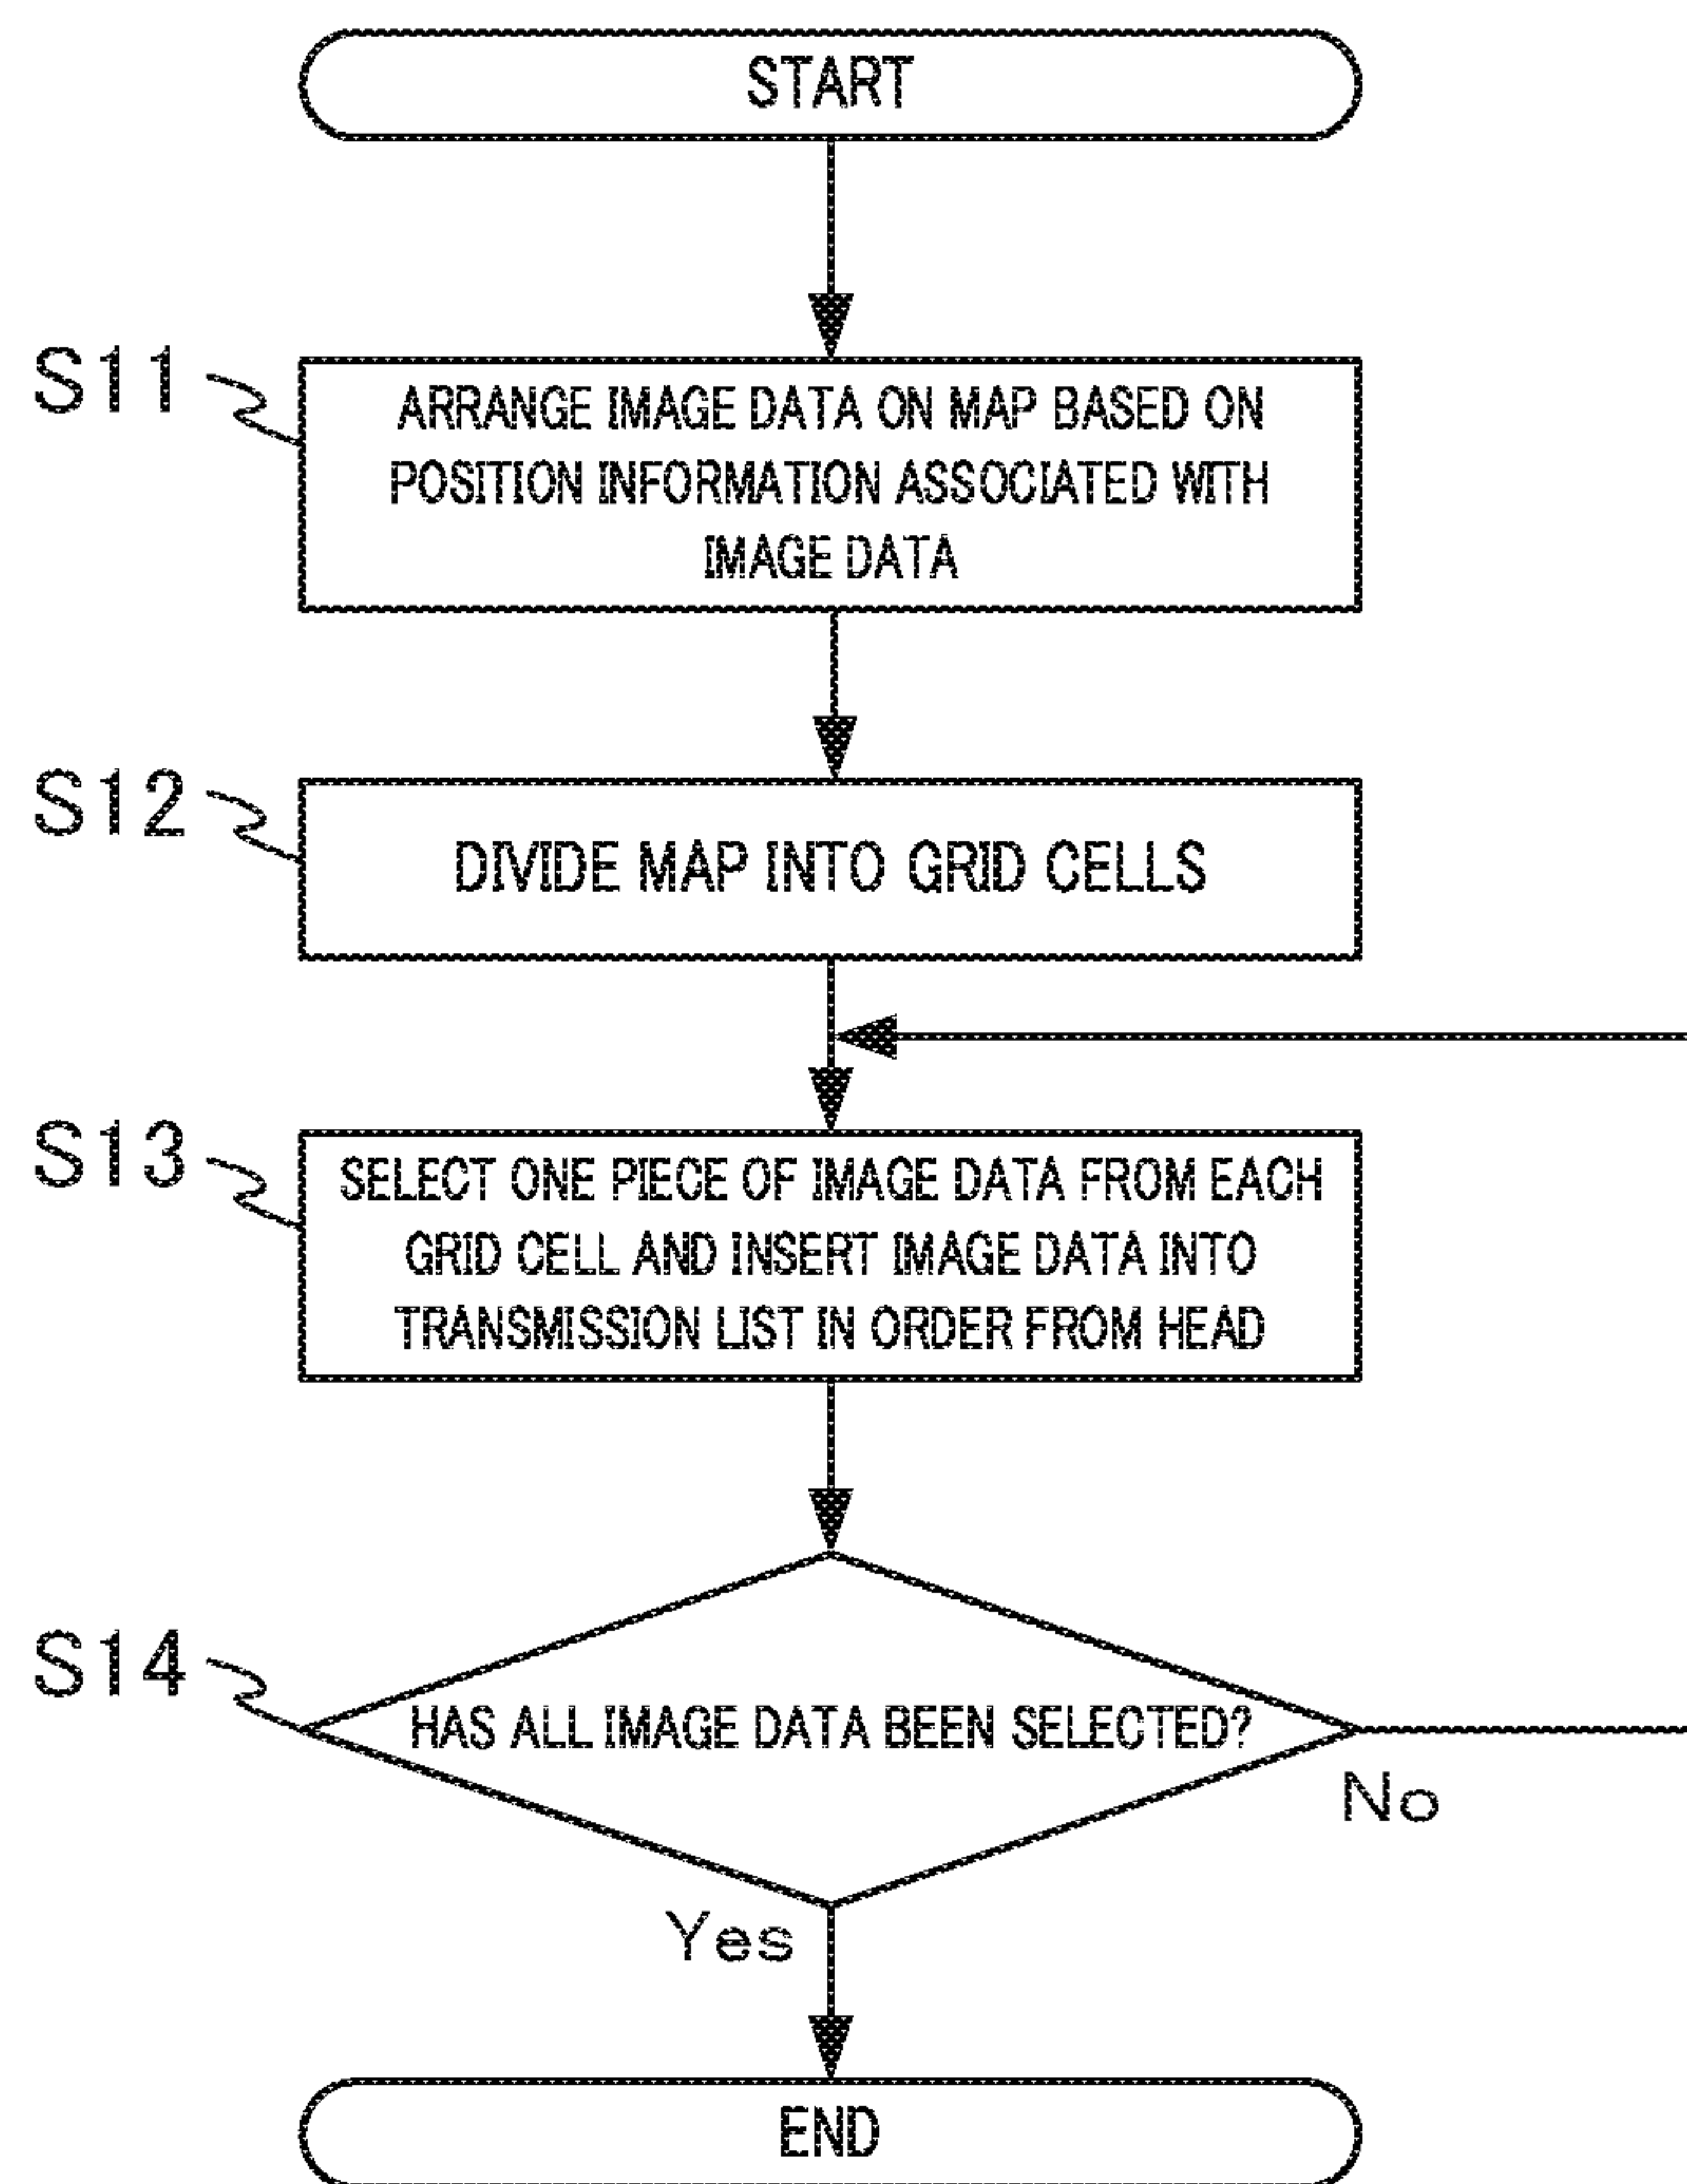 START
S11
ARRANGE IMAGE DATA ON MAP BASED ON
POSITION INFORMATION ASSOCIATED WITH
IMAGE DATA
S12
DIVIDE MAP INTO GRID CELLS
S13
SELECT ONE PIECE OF IMAGE DATA FROM EACH
GRID CELL AND INSERT IMAGE DATA INTO
TRANSMISSION LIST IN ORDER FROM HEAD
S14
HAS ALL IMAGE DATA BEEN SELECTED?
No
Yes
END